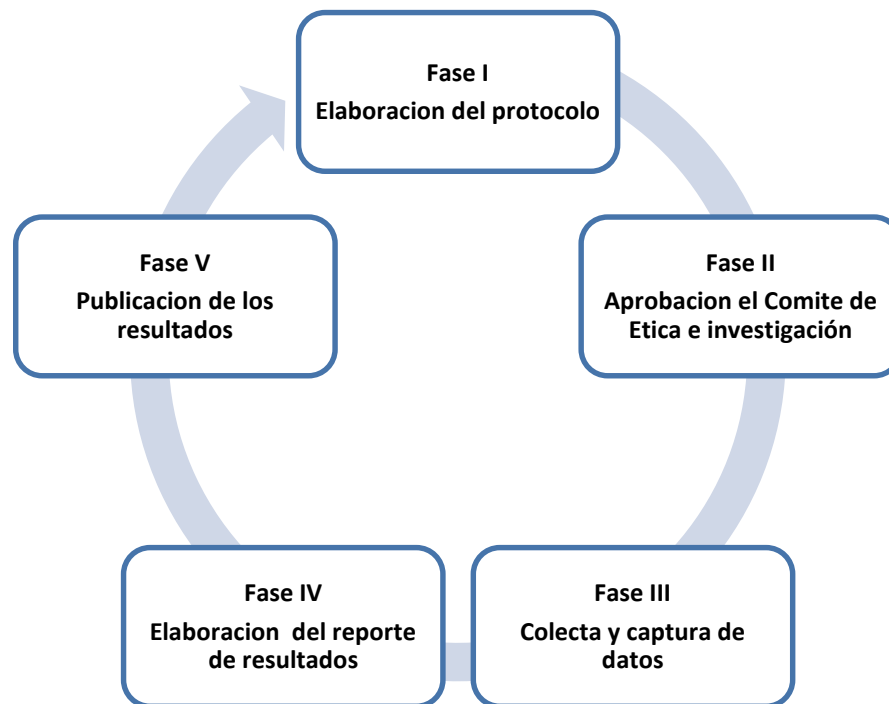 Fase I
Elaboracion del protocolo
Fase II
Aprobacion el Comite de
Etica e investigación
Fase III
Colecta y captura de
datos
Fase IV
Elaboracion del reporte
de resultados
Fase V
Publicacion de los
resultados